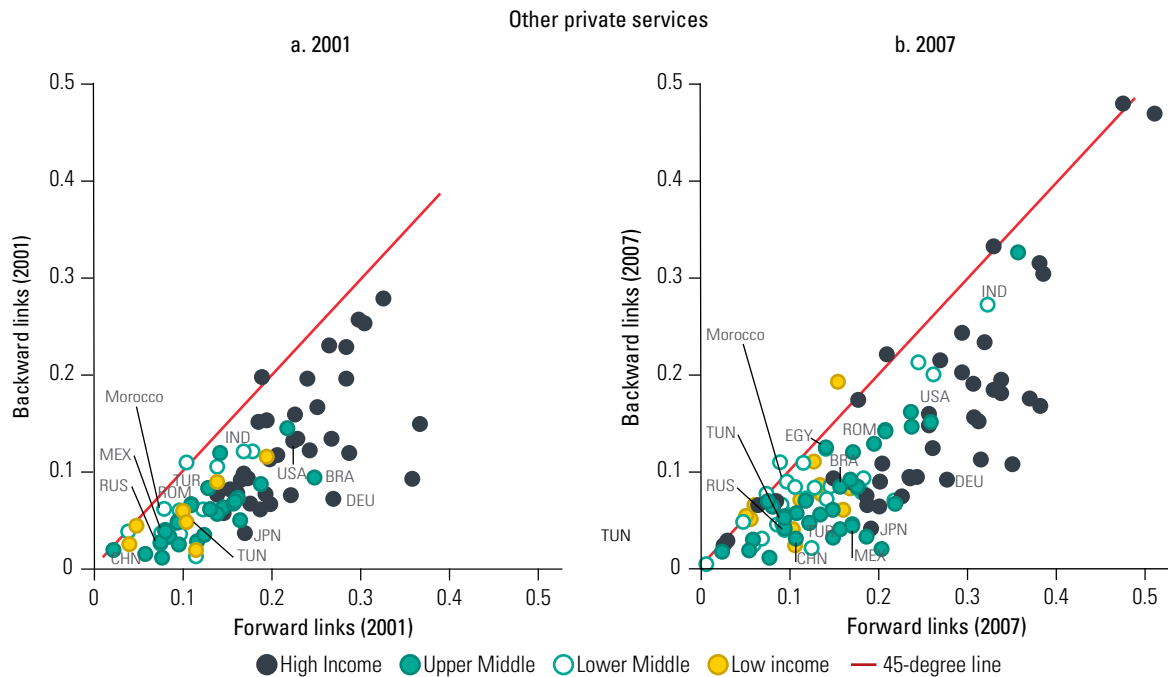 Other private services
a. 2001
b. 2007
Backward links (2001)
0.5
0.4
0.3
0.2
0.1
0
Morocco
MEX
RUS
IND
TUR
ROM
USA
BRA
DEU
JPN
TUN
CHN
0 0.1 0.2 0.3 0.4 0.5
Forward links (2001)
Backward links (2007)
0.5
0.4
0.3
0.2
0.1
0
IND
Morocco
USA
TUN
EGY
ROM
BRA
RUS
DEU
TUR
JPN
CHN
MEX
TUN
0 0.1 0.2 0.3 0.4 0.5
Forward links (2007)
High Income Upper Middle Lower Middle Low income 45-degree line